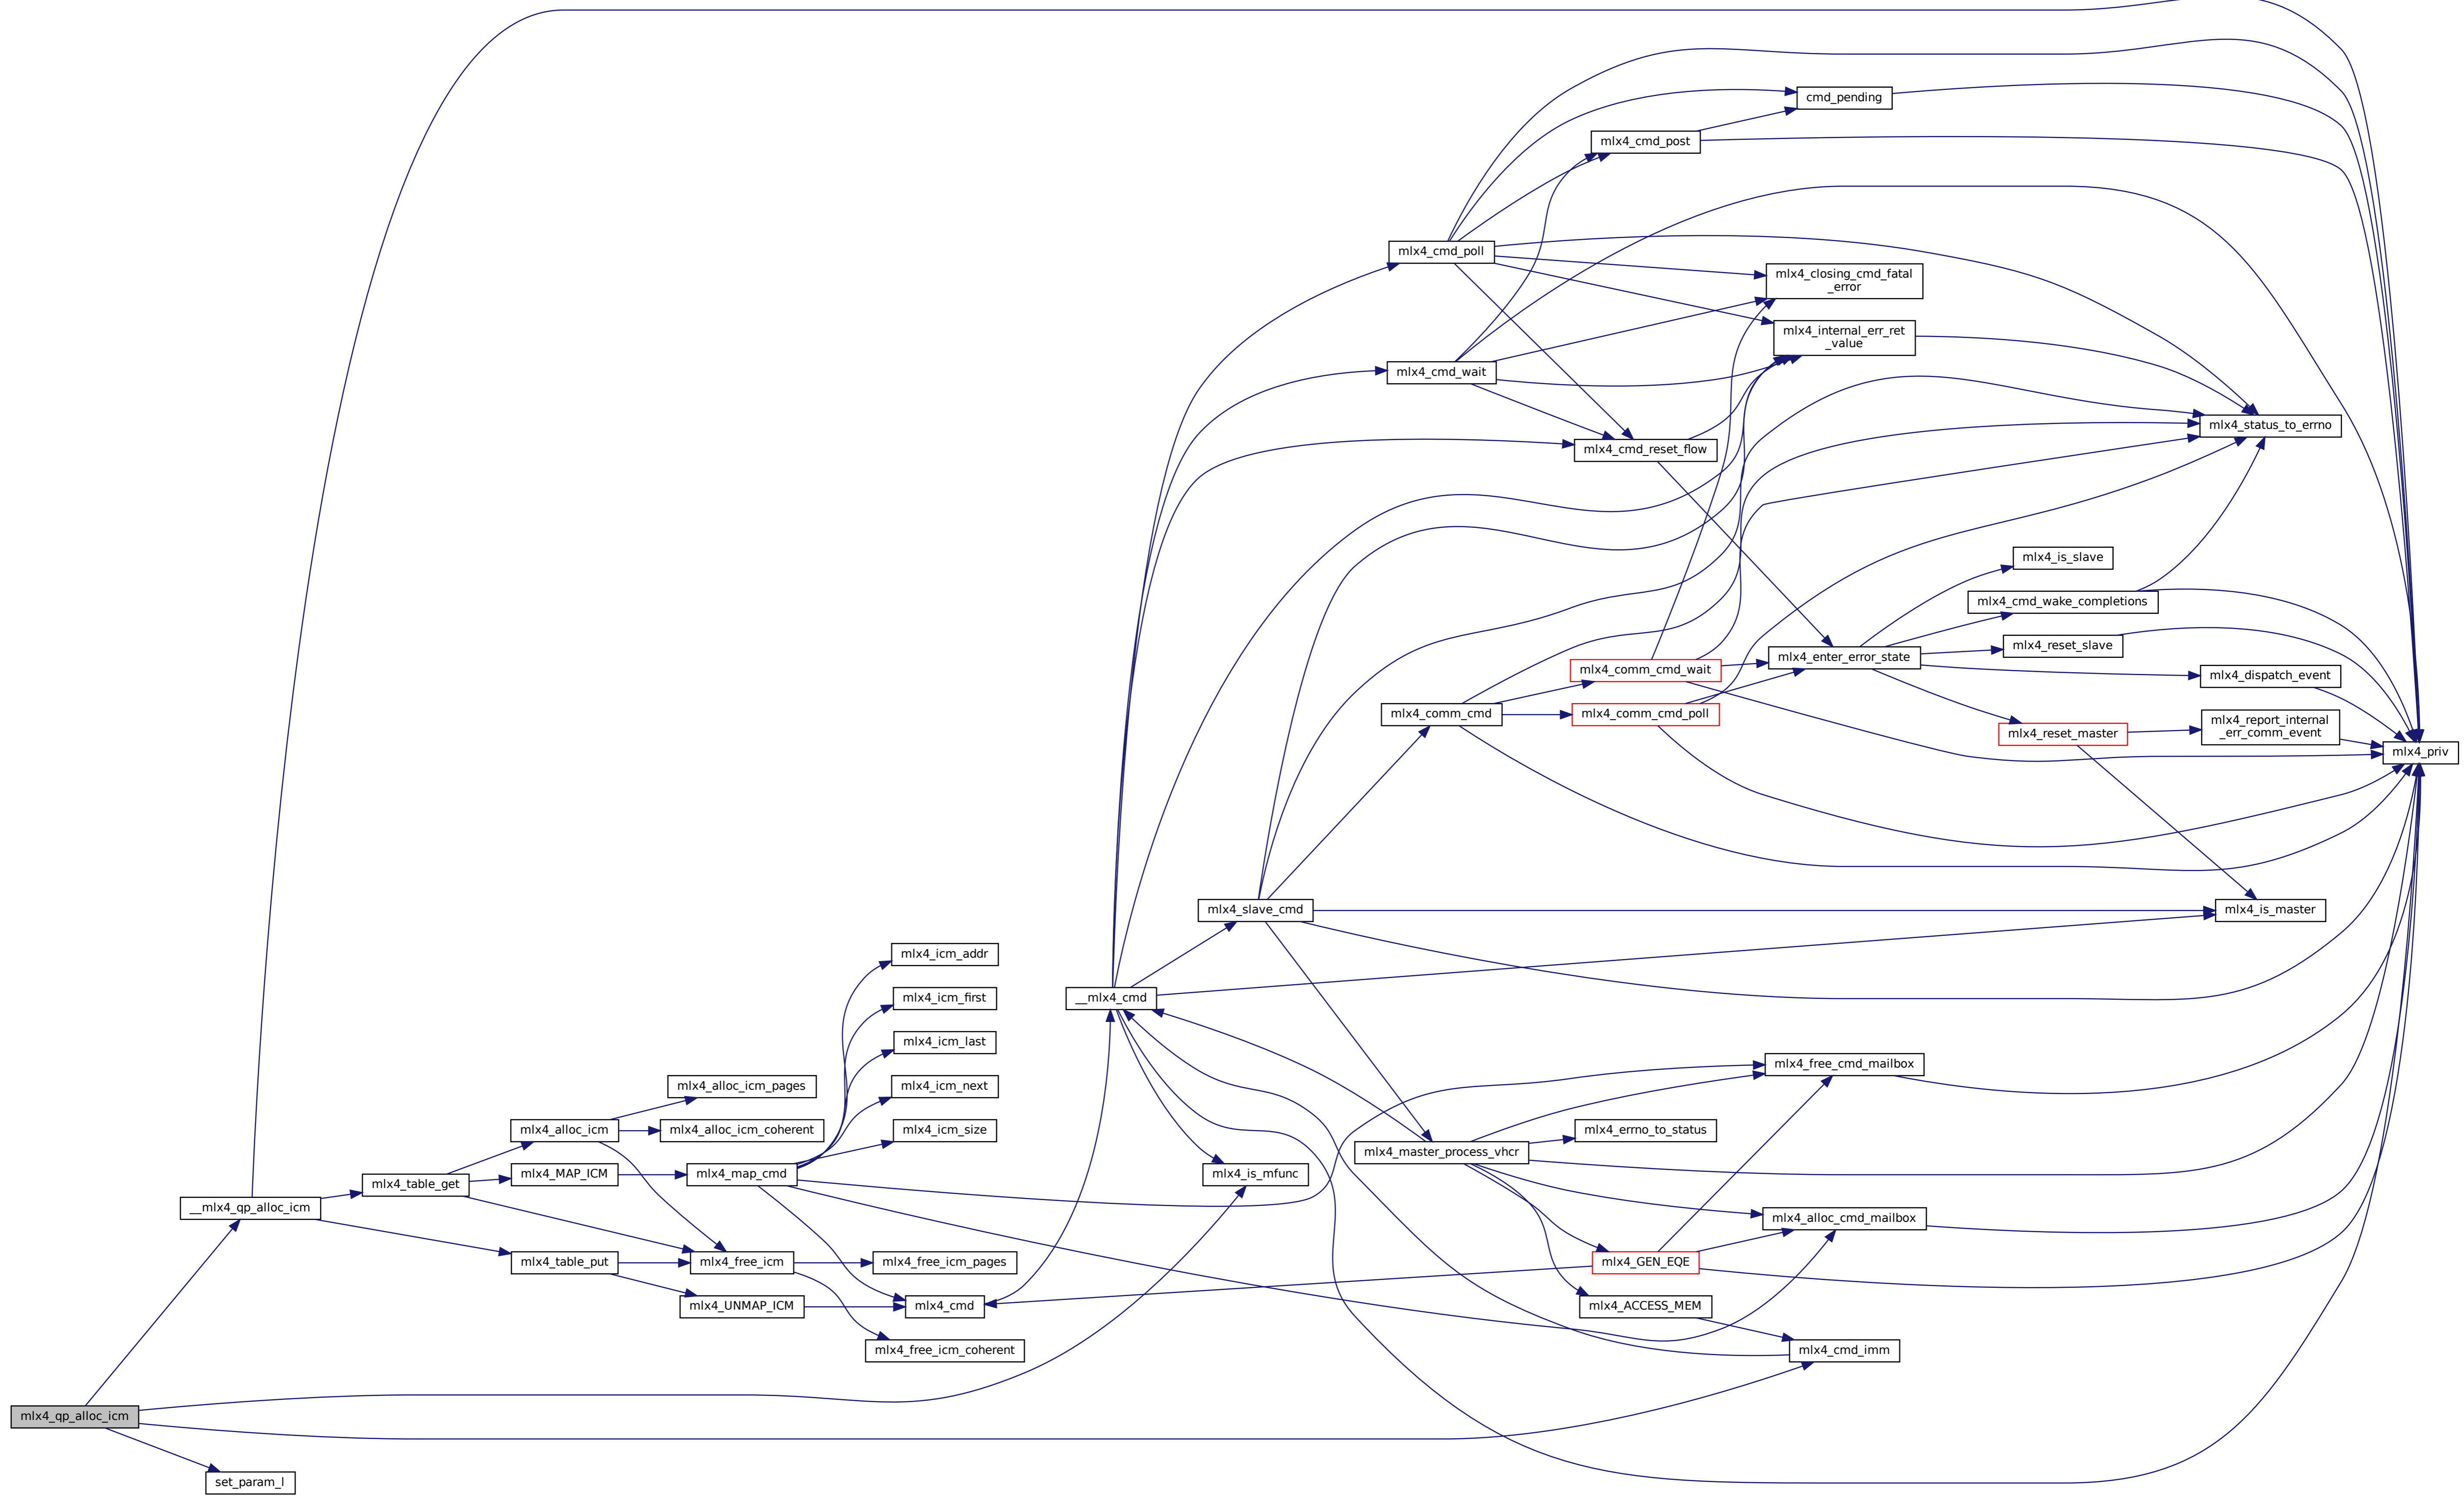 cmd_pending
mlx4_cmd_post
mlx4_cmd_poll
mlx4_closing_cmd_fatal
_error
mlx4_internal_err_ret
_value
mlx4_cmd_wait
mlx4_status_to_errno
mlx4_cmd_reset_flow
mlx4_is_slave
mlx4_cmd_wake_completions
mlx4_reset_slave
mlx4_enter_error_state
mlx4_comm_cmd_wait
mlx4_dispatch_event
mlx4_comm_cmd
mlx4_comm_cmd_poll
mlx4_report_internal
_err_comm_event
mlx4_reset_master
mlx4_priv
mlx4_slave_cmd
mlx4_is_master
mlx4_icm_addr
__mlx4_cmd
mlx4_icm_first
mlx4_icm_last
mlx4_free_cmd_mailbox
mlx4_alloc_icm_pages
mlx4_icm_next
mlx4_alloc_icm
mlx4_alloc_icm_coherent
mlx4_icm_size
mlx4_errno_to_status
mlx4_master_process_vhcr
mlx4_MAP_ICM
mlx4_map_cmd
mlx4_is_mfunc
mlx4_table_get
__mlx4_qp_alloc_icm
mlx4_alloc_cmd_mailbox
mlx4_table_put
mlx4_free_icm
mlx4_free_icm_pages
mlx4_GEN_EQE
mlx4_UNMAP_ICM
mlx4_cmd
mlx4_ACCESS_MEM
mlx4_free_icm_coherent
mlx4_cmd_imm
mlx4_qp_alloc_icm
set_param_l